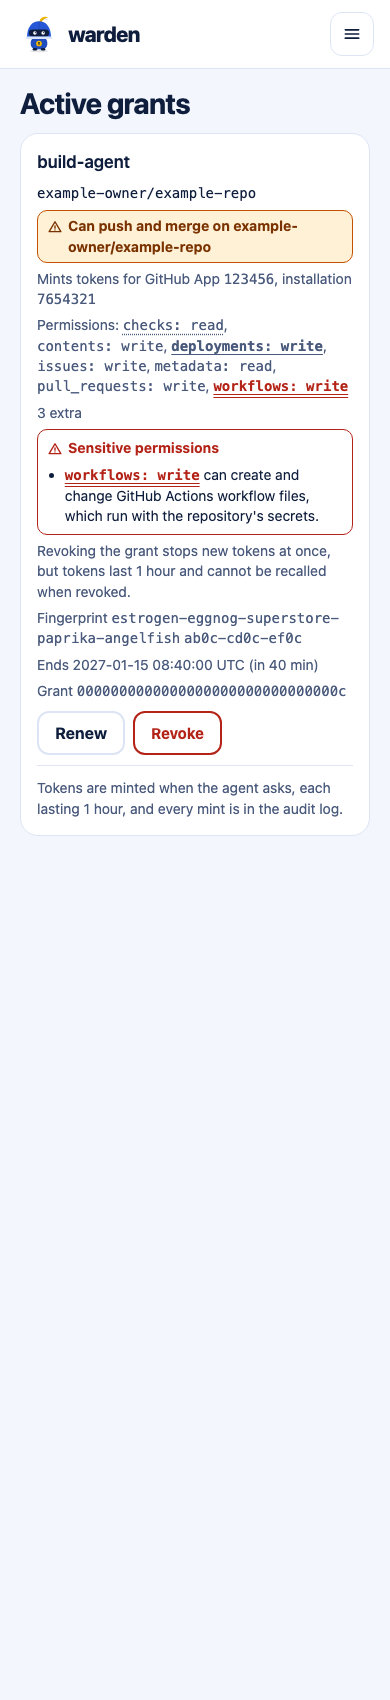 warden
Active grants
build-agent
example-owner/example-repo
Can push and merge on example-
owner/example-repo
Mints tokens for GitHub App 123456, installation
7654321
Permissions: checks: read,
contents: write, deployments: write,
issues: write, metadata: read,
pull_requests: write, workflows: write
3 extra
Sensitive permissions
• workflows: write can create and
change GitHub Actions workflow files,
which run with the repository's secrets.
Revoking the grant stops new tokens at once,
but tokens last 1 hour and cannot be recalled
when revoked.
Fingerprint estrogen-eggnog-superstore-
paprika-angelfish ab0c-cd0c-ef0c
Ends 2027-01-15 08:40:00 UTC (in 40 min)
Grant 0000000000000000000000000000000c
Renew
Revoke
Tokens are minted when the agent asks, each
lasting 1 hour, and every mint is in the audit log.